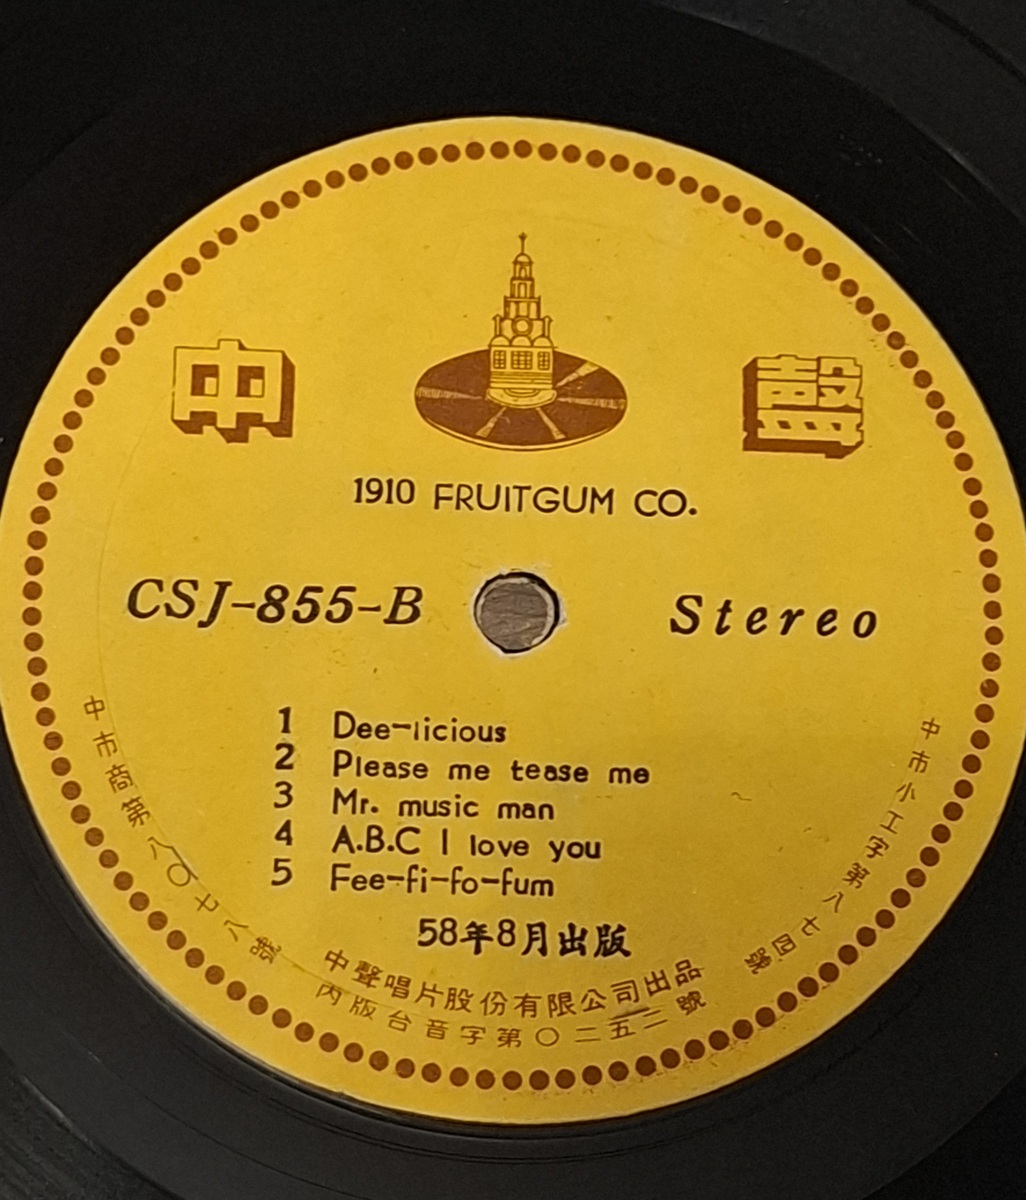 中聲
1910 FRUITGUM CO.
CSJ-855-B
Stereo
1 Dee-licious
2 Please me tease me
3 Mr. music man
4 A.B.C I love you
5 Fee-fi-fo-fum
58年8月出版
中聲唱片股份有限公司出品
內版台音字第〇二五二號
中市商第八〇七八號
中市小工字第八七四號